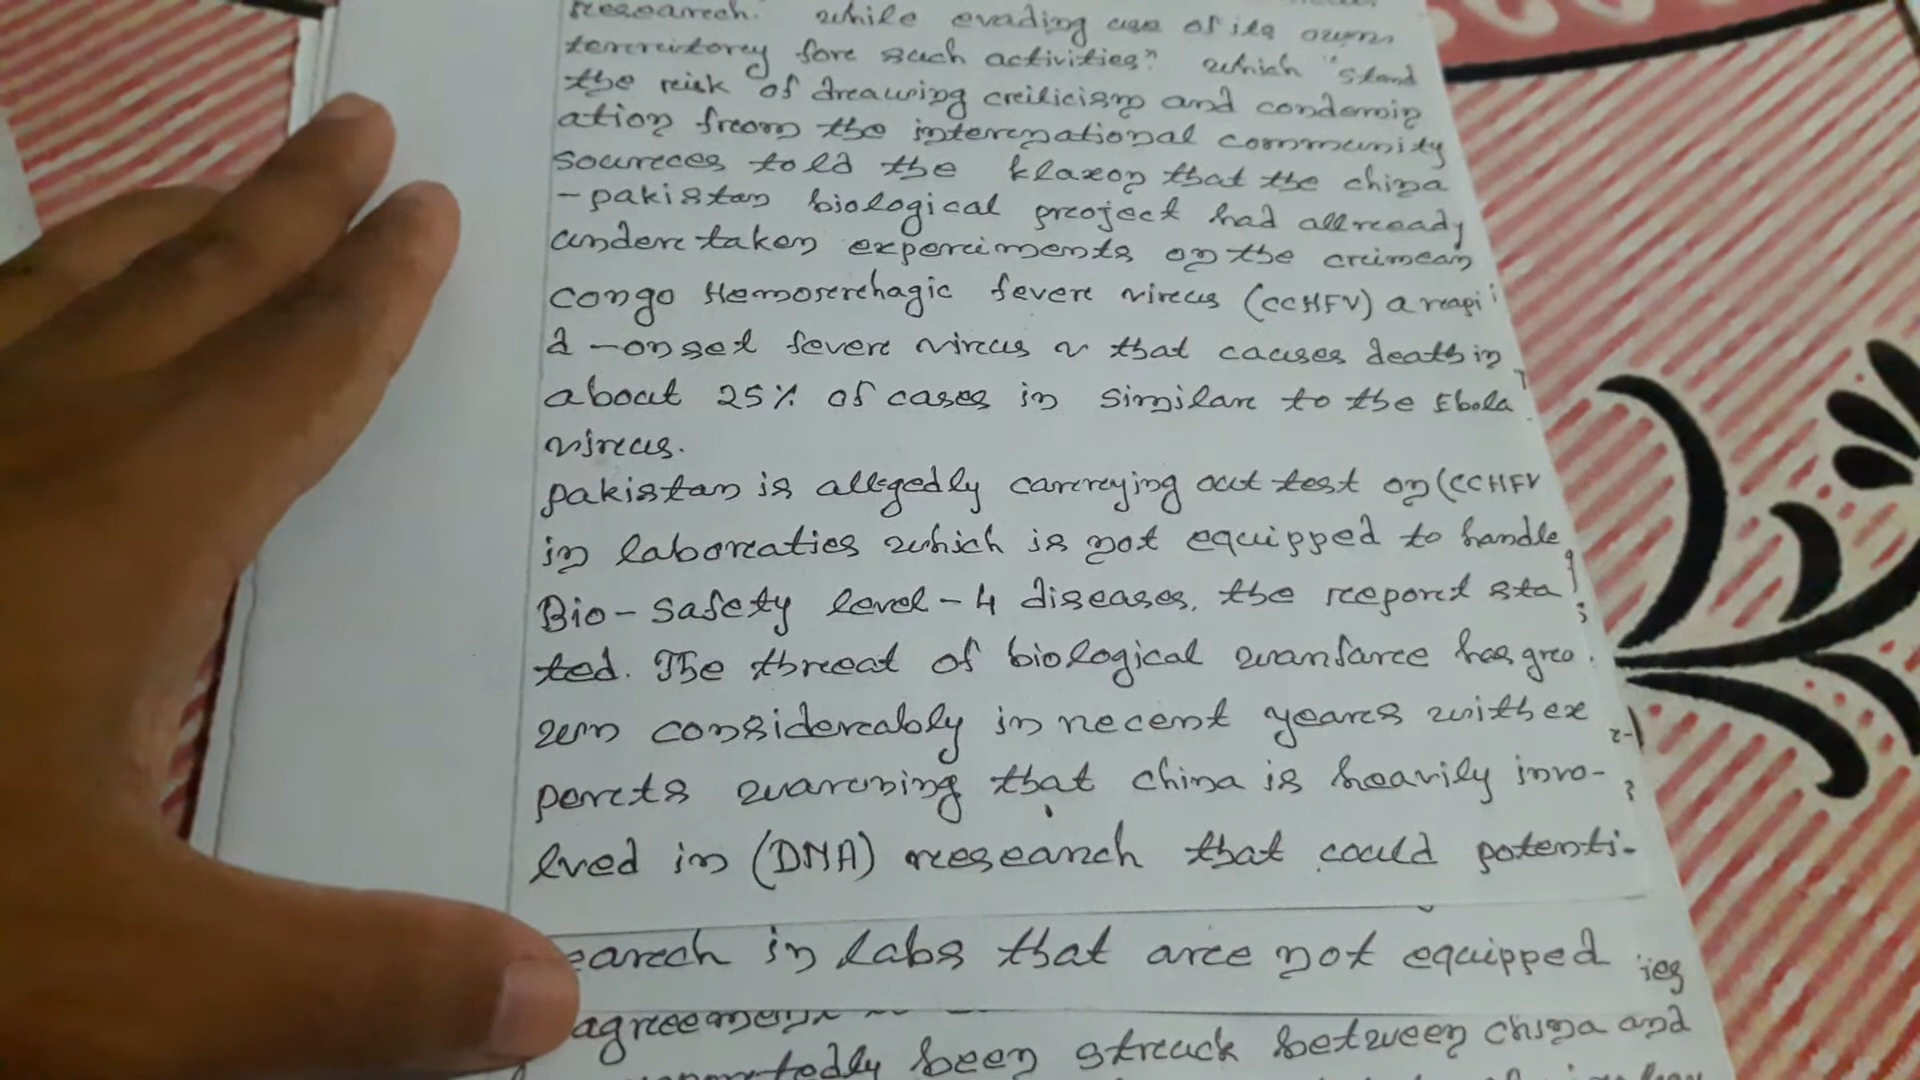 research. while evading use of its own
territory for such activities" which "stand
the risk of drawing criticism and condemn
ation from the international community
sources told the klaxon that the china
-pakistan biological project had allready
undertaken experiments on the crimean
congo Hemorrhagic fever virus (CCHFV) a rapi
d-onset fever virus that causes death in
about 25% of cases in similar to the Ebola
virus.
pakistan is allegedly carrying out test on (CCHFV
in laboraties which is not equipped to handle
Bio-safety level-4 diseases, the report sta
ted. The threat of biological warfare has gro
wn considerably in recent years with ex
perts warning that china is heavily invo-
lved in (DNA) research that could potenti-
earch in labs that are not equipped
agreement
been struck between china and